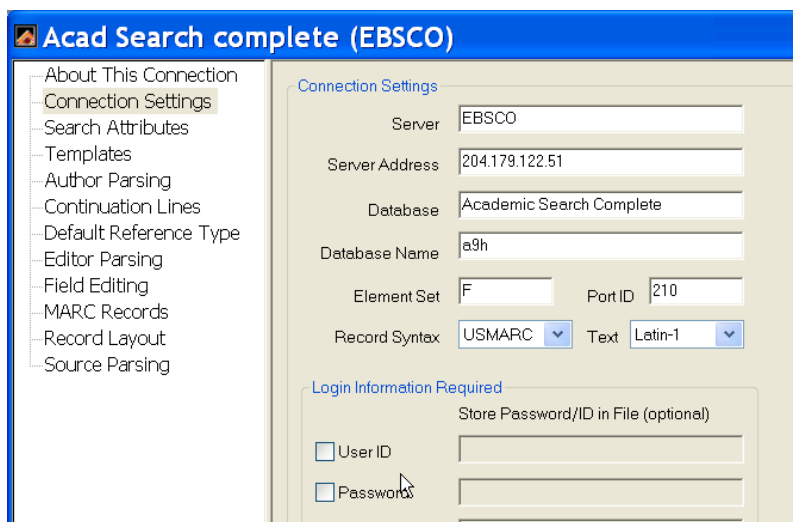 Acad Search complete (EBSCO)
About This Connection
Connection Settings
Search Attributes
Templates
Author Parsing
Continuation Lines
Default Reference Type
Editor Parsing
Field Editing
MARC Records
Record Layout
Source Parsing
Connection Settings
Server EBSCO
Server Address 204.179.122.51
Database Academic Search Complete
Database Name a9h
Element Set F Port ID 210
Record Syntax USMARC Text Latin-1
Login Information Required
Store Password/ID in File (optional)
User ID
Password